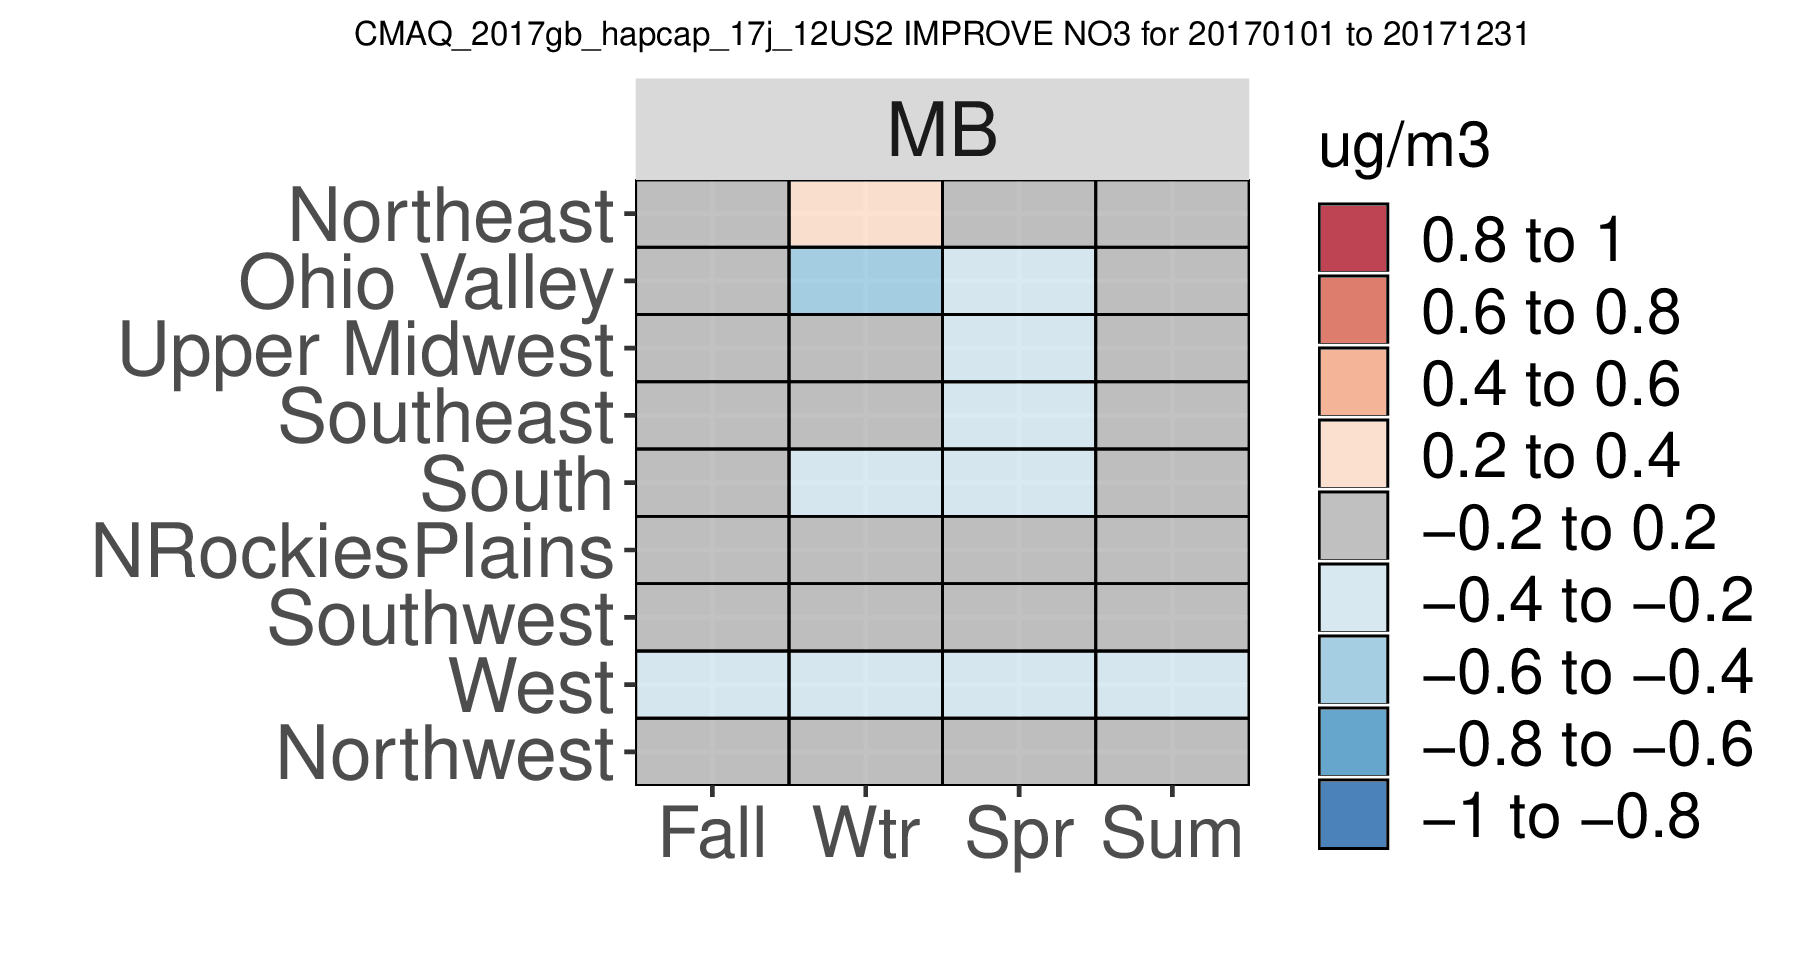 CMAQ_2017gb_hapcap_17j_12US2 IMPROVE NO3 for 20170101 to 20171231
MB
Northeast
Ohio Valley
Upper Midwest
Southeast
South
NRockiesPlains
Southwest
West
Northwest
Fall Wtr Spr Sum
ug/m3
0.8 to 1
0.6 to 0.8
0.4 to 0.6
0.2 to 0.4
−0.2 to 0.2
−0.4 to −0.2
−0.6 to −0.4
−0.8 to −0.6
−1 to −0.8